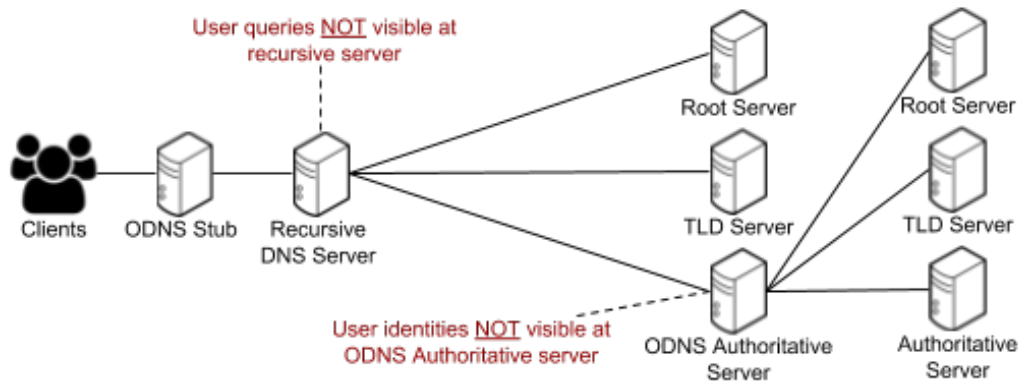 User queries NOT visible at
recursive server
Root Server
Root Server
Clients
ODNS Stub
Recursive
DNS Server
TLD Server
TLD Server
User identities NOT visible at
ODNS Authoritative server
ODNS Authoritative
Server
Authoritative
Server